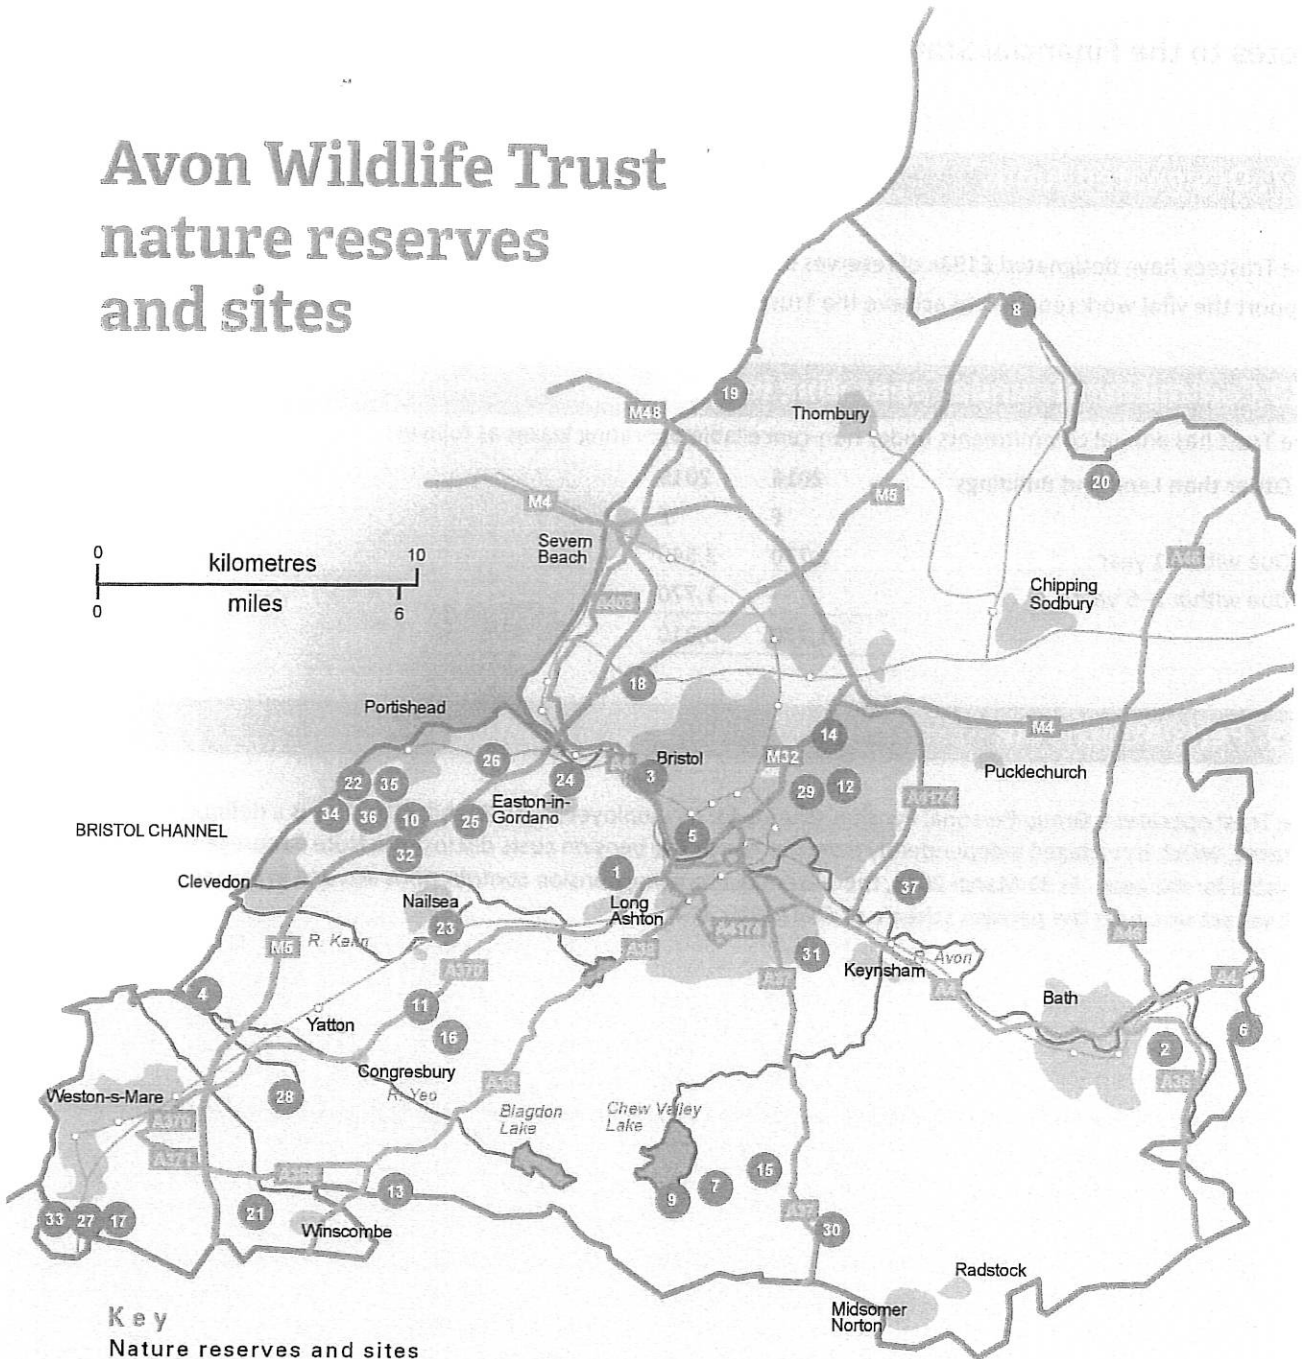 Avon Wildlife Trust
nature reserves
and sites
8
19
M48
Thornbury
20
M5
M4
Severn
Beach
A46
0 kilometres 10
0 miles 6
A403
Chipping
Sodbury
18
Portishead
M4
14
M32
Bristol
26
A4
3
24
22
35
29
12
Pucklechurch
A4174
Easton-in-
Gordano
34
36
10
25
BRISTOL CHANNEL
5
32
1
Clevedon
37
Nailsea
Long
Ashton
23
A4174
A46
M5
R. Kenn
A38
31
R. Avon
A370
Keynsham
A37
A4
A4
4
Bath
11
Yatton
6
16
2
Congresbury
A38
A36
R. Yeo
28
Weston-s-Mare
Blagdon
Lake
Chew Valley
Lake
A370
A371
A368
15
13
7
9
33
27
17
21
A37
Winscombe
30
Radstock
Midsomer
Norton
Key
Nature reserves and sites